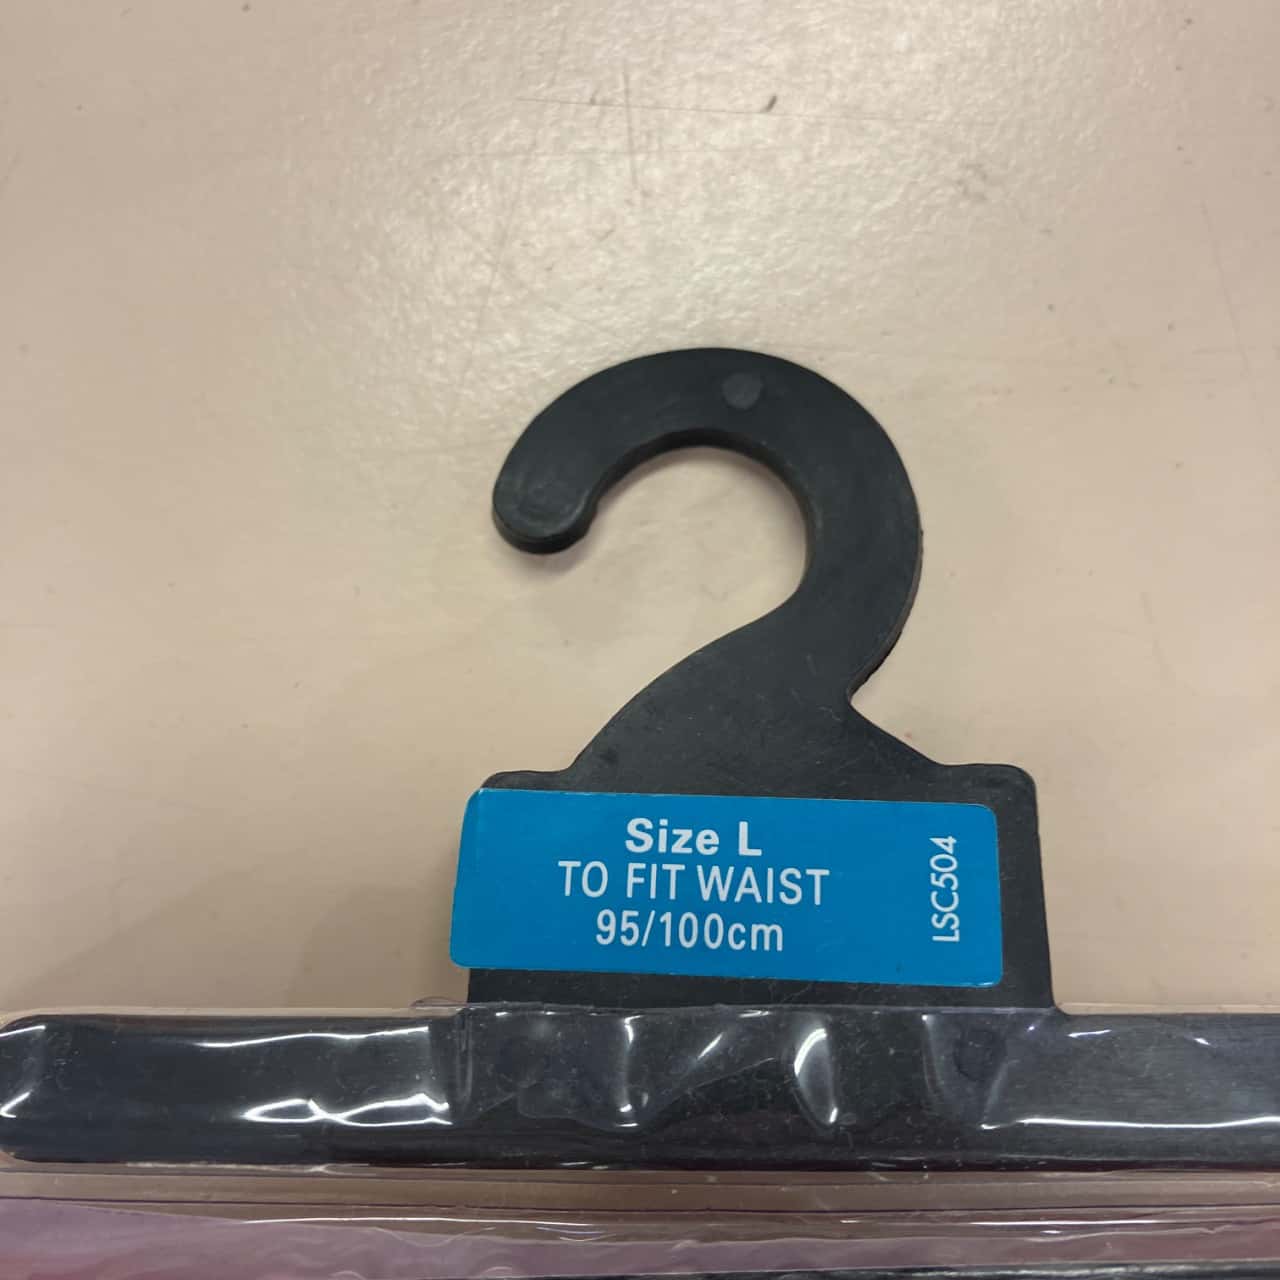 Size L
TO FIT WAIST
95/100cm
LSC504